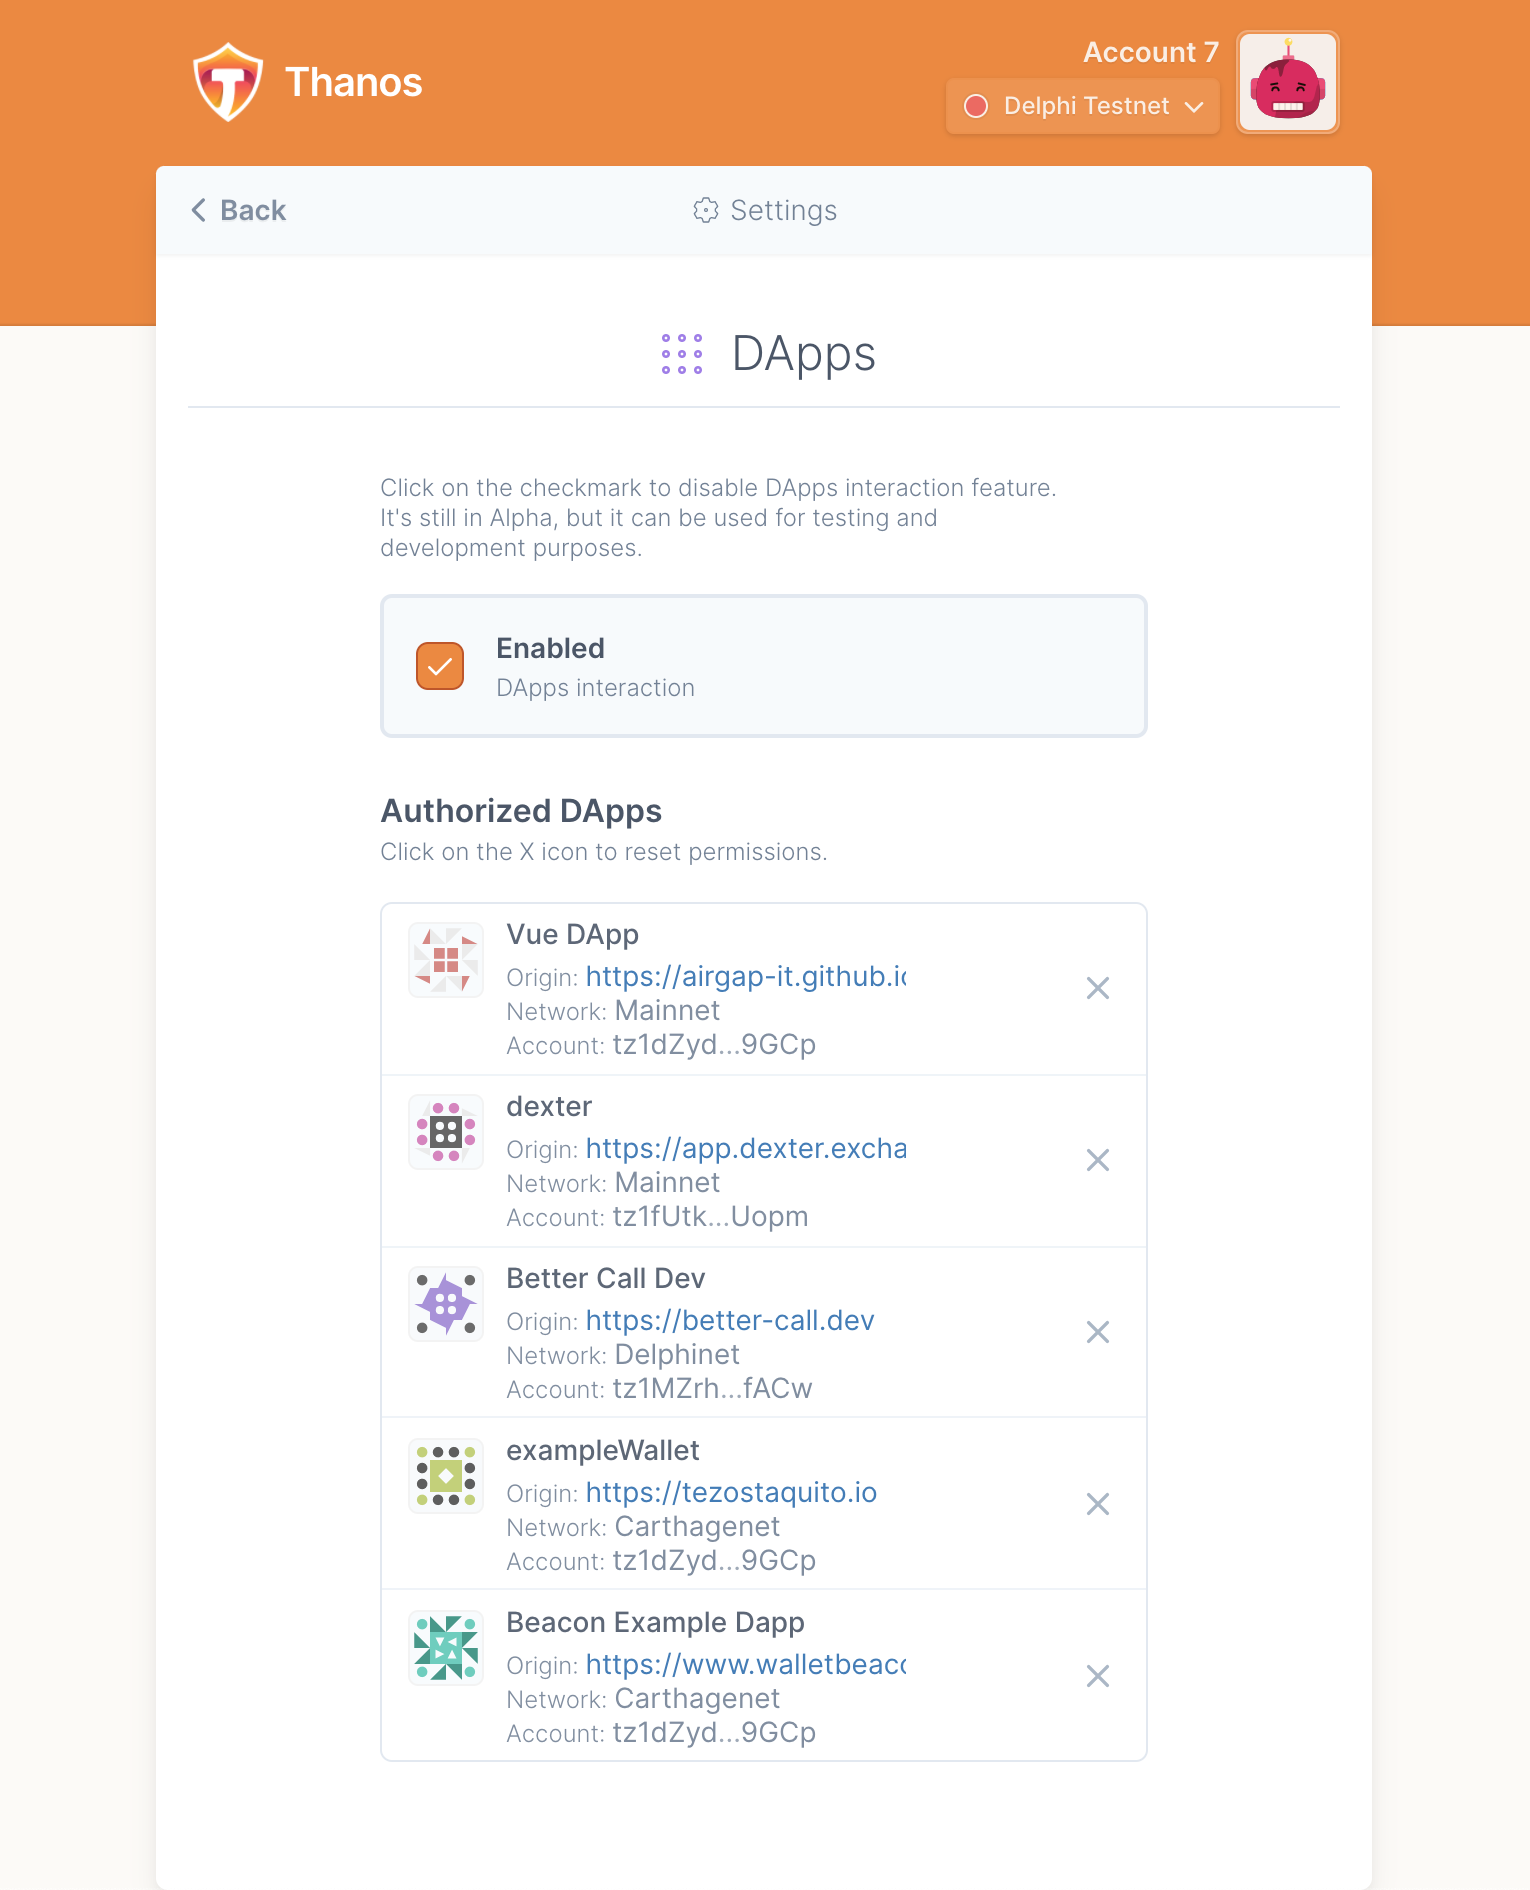 Thanos
Account 7
Delphi Testnet
Back
Settings
DApps
Click on the checkmark to disable DApps interaction feature.
It's still in Alpha, but it can be used for testing and
development purposes.
Enabled
DApps interaction
Authorized DApps
Click on the X icon to reset permissions.
Vue DApp
Origin: https://airgap-it.github.io
Network: Mainnet
Account: tz1dZyd...9GCp
dexter
Origin: https://app.dexter.excha
Network: Mainnet
Account: tz1fUtk...Uopm
Better Call Dev
Origin: https://better-call.dev
Network: Delphinet
Account: tz1MZrh...fACw
exampleWallet
Origin: https://tezostaquito.io
Network: Carthagenet
Account: tz1dZyd...9GCp
Beacon Example Dapp
Origin: https://www.walletbeaco
Network: Carthagenet
Account: tz1dZyd...9GCp